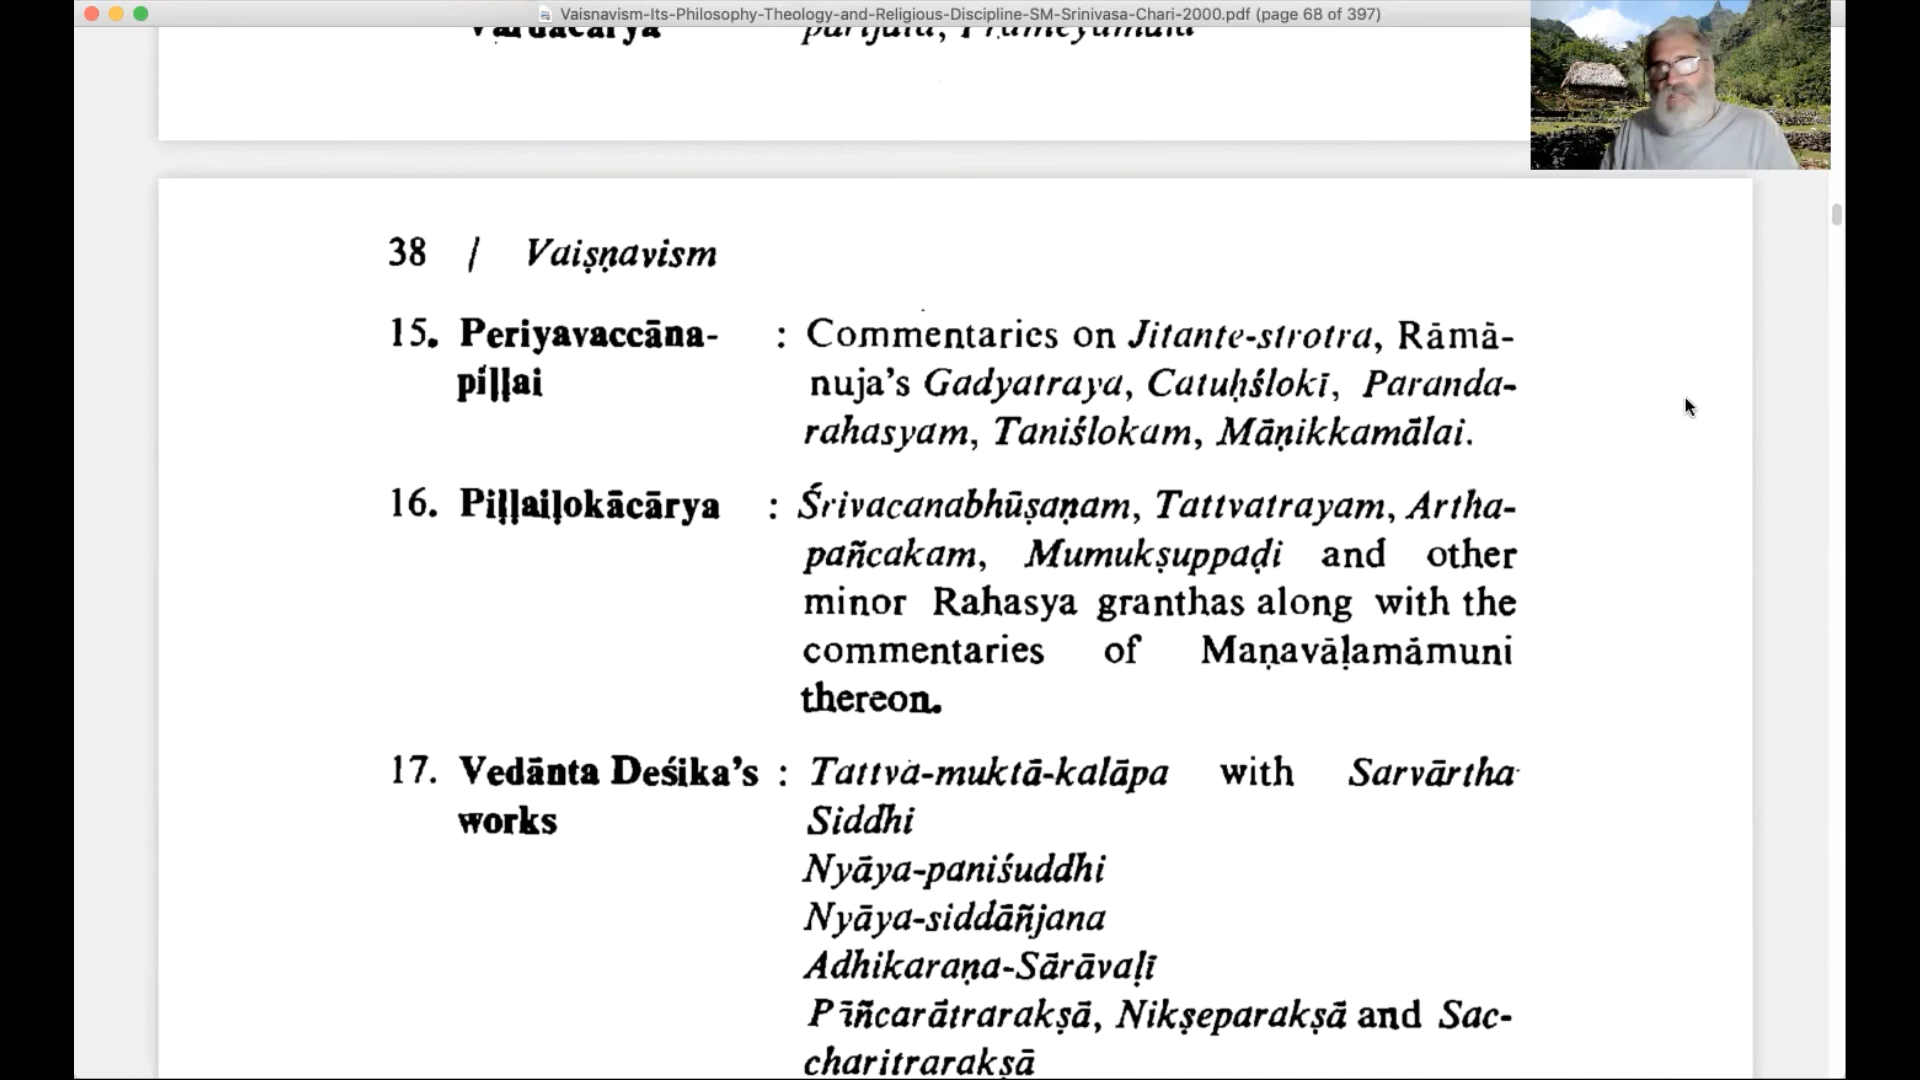 Vaisnavism-Its-Philosophy-Theology-and-Religious-Discipline-SM-Srinivasa-Chari-2000.pdf (page 68 of 397)
38 / Vaiṣṇavism
15. Periyavaccāna- : Commentaries on Jitante-strotra, Rāmā-
piḷḷai nuja's Gadyatraya, Catuḥślokī, Paranda-
rahasyam, Taniślokam, Māṇikkamālai.
16. Piḷḷaiḷokācārya : Śrivacanabhūṣaṇam, Tattvatrayam, Artha-
pañcakam, Mumukṣuppaḍi and other
minor Rahasya granthas along with the
commentaries of Maṇavāḷamāmuni
thereon.
17. Vedānta Deśika's : Tattva-muktā-kalāpa with Sarvārtha
works Siddhi
Nyāya-paniśuddhi
Nyāya-siddāñjana
Adhikaraṇa-Sārāvaḷī
Pīñcarātrarakṣā, Nikṣeparakṣā and Sac-
charitrarakṣā